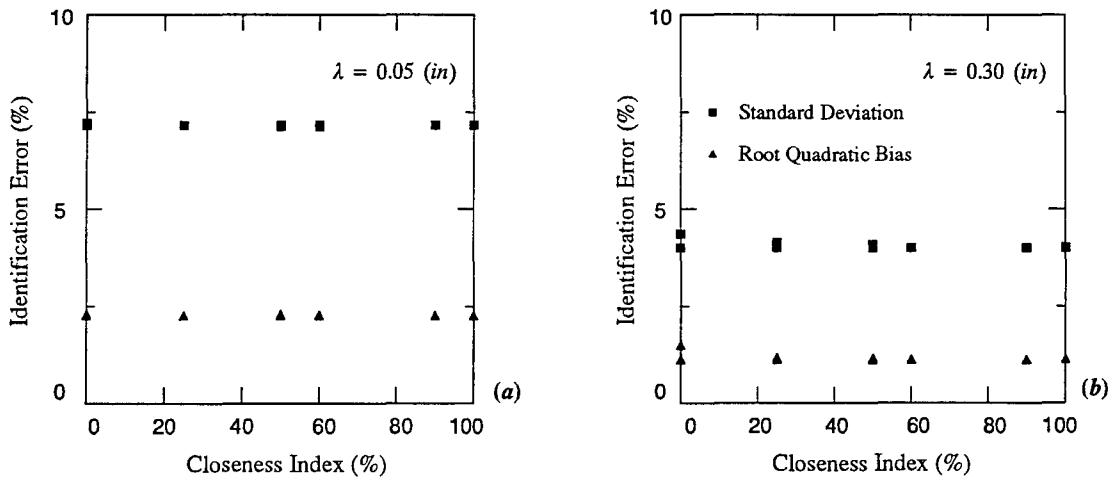 10
λ = 0.05 (in)
5
0
Identification Error (%)
0 20 40 60 80 100
Closeness Index (%)
(a)
10
λ = 0.30 (in)
Standard Deviation
Root Quadratic Bias
5
0
Identification Error (%)
0 20 40 60 80 100
Closeness Index (%)
(b)